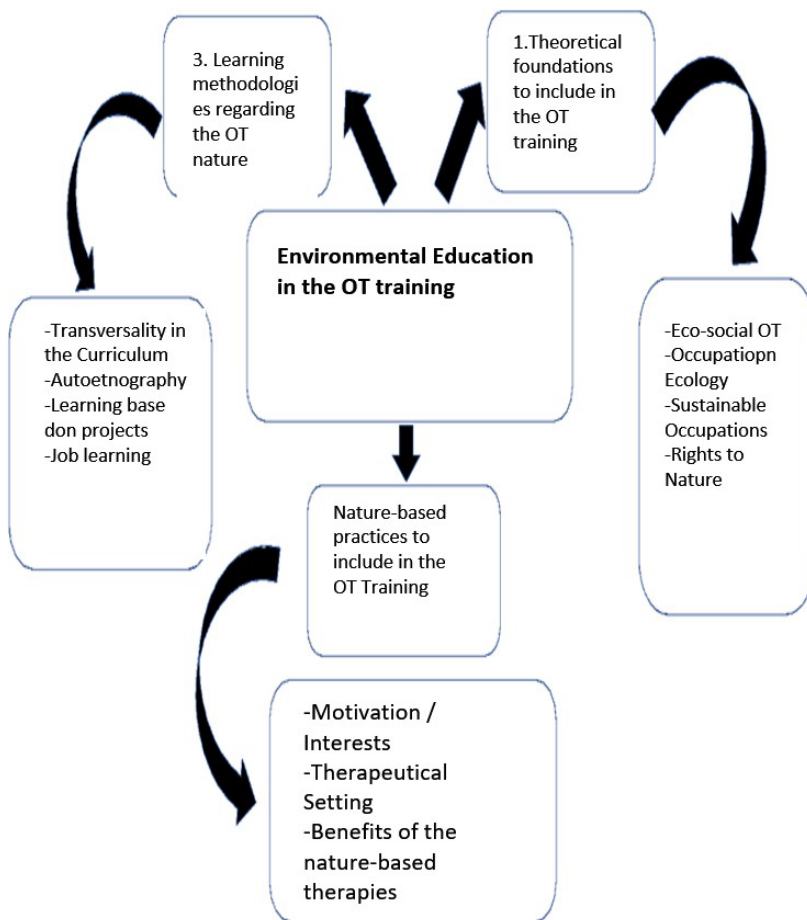 3. Learning
methodologi
es regarding
the OT
nature
1.Theoretical
foundations
to include in
the OT
training
Environmental Education
in the OT training
-Transversality in
the Curriculum
-Autoetnography
-Learning base
don projects
-Job learning
-Eco-social OT
-Occupatiopn
Ecology
-Sustainable
Occupations
-Rights to
Nature
Nature-based
practices to
include in the
OT Training
-Motivation /
Interests
-Therapeutical
Setting
-Benefits of the
nature-based
therapies